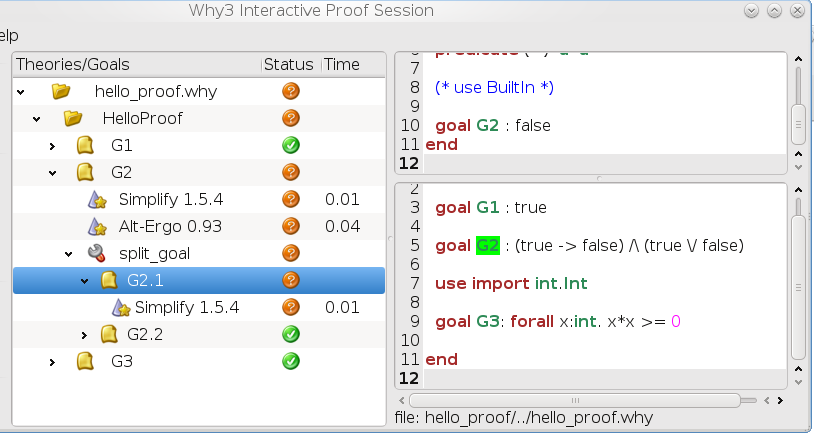 Why3 Interactive Proof Session
elp
Theories/Goals Status Time
hello_proof.why
HelloProof
G1
G2
Simplify 1.5.4 0.01
Alt-Ergo 0.93 0.04
split_goal
G2.1
Simplify 1.5.4 0.01
G2.2
G3
7
8 (* use BuiltIn *)
9
10 goal G2 : false
11 end
12
2
3 goal G1 : true
4
5 goal G2 : (true -> false) /\ (true \/ false)
6
7 use import int.Int
8
9 goal G3: forall x:int. x*x >= 0
10
11 end
12
file: hello_proof/../hello_proof.why